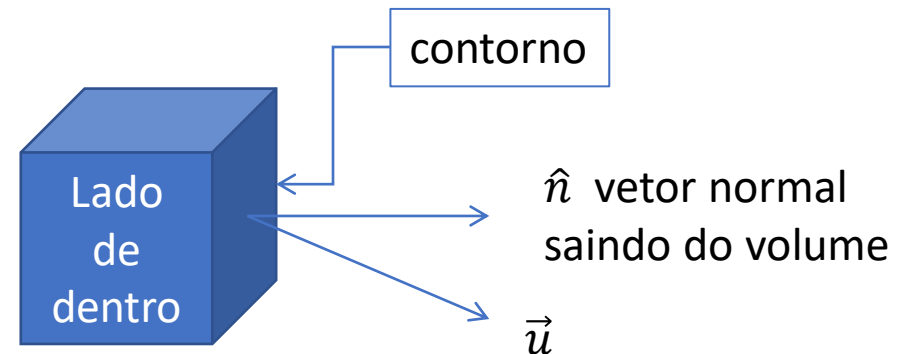 contorno
Lado
de
dentro
n̂ vetor normal
saindo do volume
u⃗